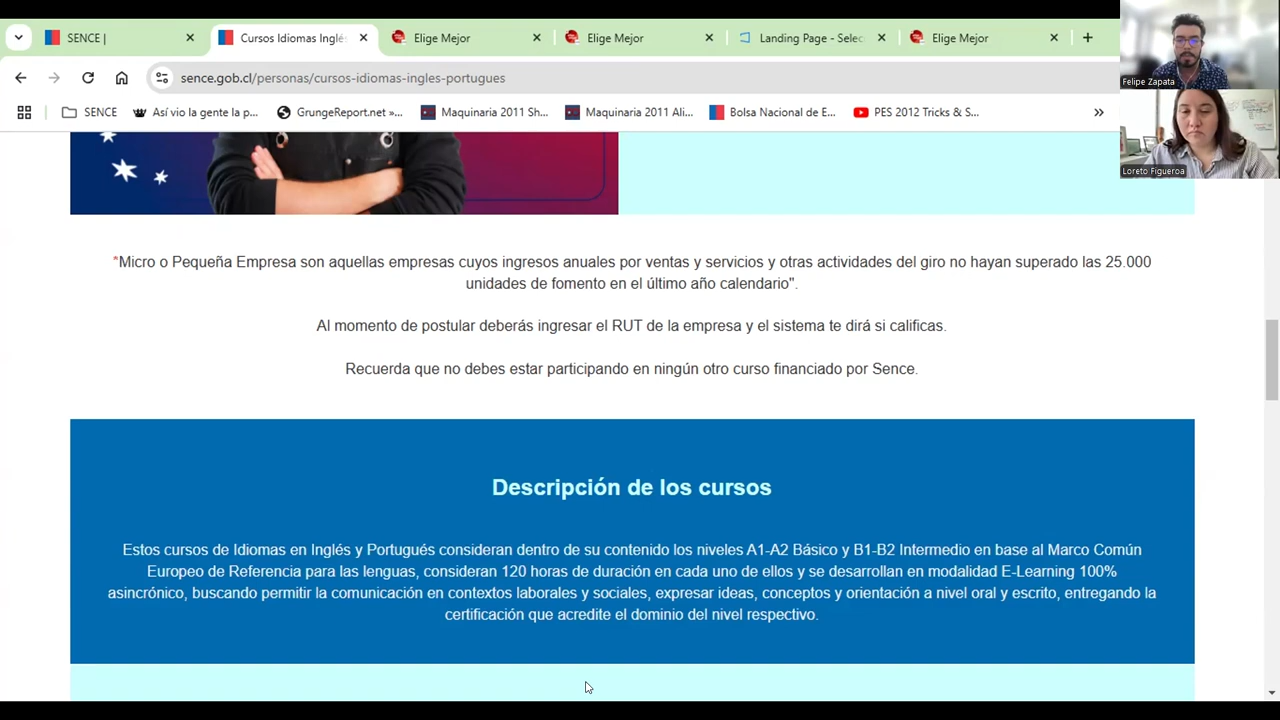 SENCE |
Cursos Idiomas Inglés
Elige Mejor
Elige Mejor
Landing Page - Selec
Elige Mejor
sence.gob.cl/personas/cursos-idiomas-ingles-portugues
SENCE
Así vio la gente la p...
GrungeReport.net »...
Maquinaria 2011 Sh...
Maquinaria 2011 Ali...
Bolsa Nacional de E...
PES 2012 Tricks & S...
Felipe Zapata
Loreto Figueroa
*Micro o Pequeña Empresa son aquellas empresas cuyos ingresos anuales por ventas y servicios y otras actividades del giro no hayan superado las 25.000
unidades de fomento en el último año calendario".
Al momento de postular deberás ingresar el RUT de la empresa y el sistema te dirá si calificas.
Recuerda que no debes estar participando en ningún otro curso financiado por Sence.
Descripción de los cursos
Estos cursos de Idiomas en Inglés y Portugués consideran dentro de su contenido los niveles A1-A2 Básico y B1-B2 Intermedio en base al Marco Común
Europeo de Referencia para las lenguas, consideran 120 horas de duración en cada uno de ellos y se desarrollan en modalidad E-Learning 100%
asincrónico, buscando permitir la comunicación en contextos laborales y sociales, expresar ideas, conceptos y orientación a nivel oral y escrito, entregando la
certificación que acredite el dominio del nivel respectivo.